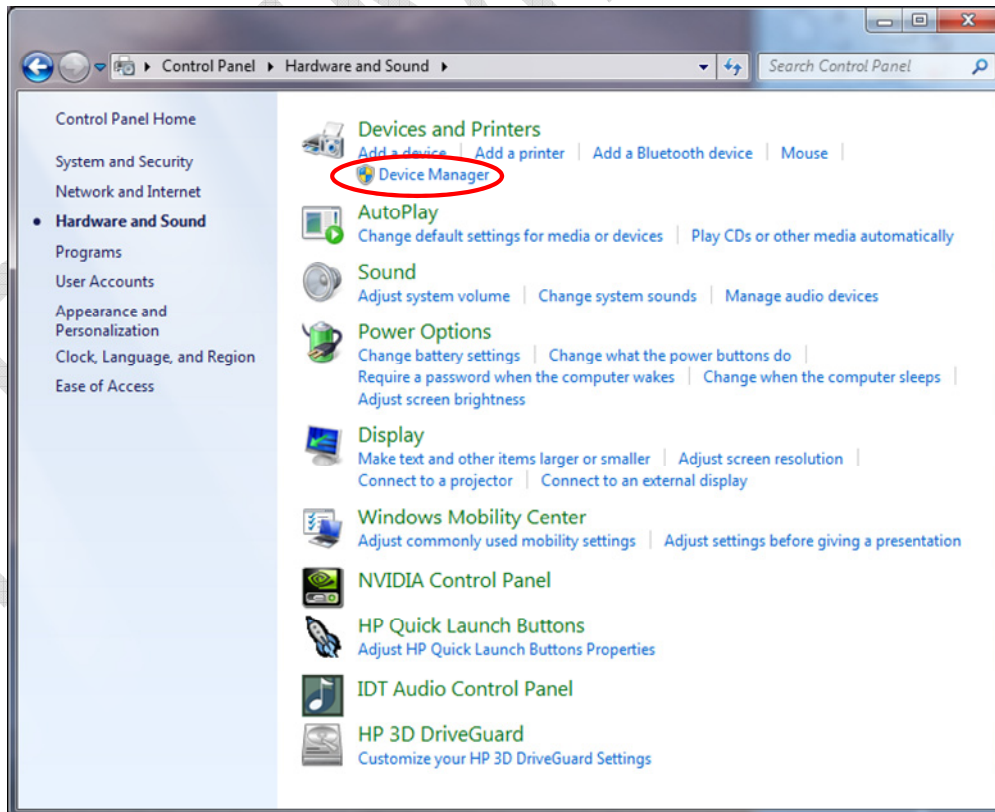 Control Panel Hardware and Sound
Search Control Panel
Control Panel Home
System and Security
Network and Internet
Hardware and Sound
Programs
User Accounts
Appearance and
Personalization
Clock, Language, and Region
Ease of Access
Devices and Printers
Add a device Add a printer Add a Bluetooth device Mouse
Device Manager
AutoPlay
Change default settings for media or devices Play CDs or other media automatically
Sound
Adjust system volume Change system sounds Manage audio devices
Power Options
Change battery settings Change what the power buttons do
Require a password when the computer wakes Change when the computer sleeps
Adjust screen brightness
Display
Make text and other items larger or smaller Adjust screen resolution
Connect to a projector Connect to an external display
Windows Mobility Center
Adjust commonly used mobility settings Adjust settings before giving a presentation
NVIDIA Control Panel
HP Quick Launch Buttons
Adjust HP Quick Launch Buttons Properties
IDT Audio Control Panel
HP 3D DriveGuard
Customize your HP 3D DriveGuard Settings